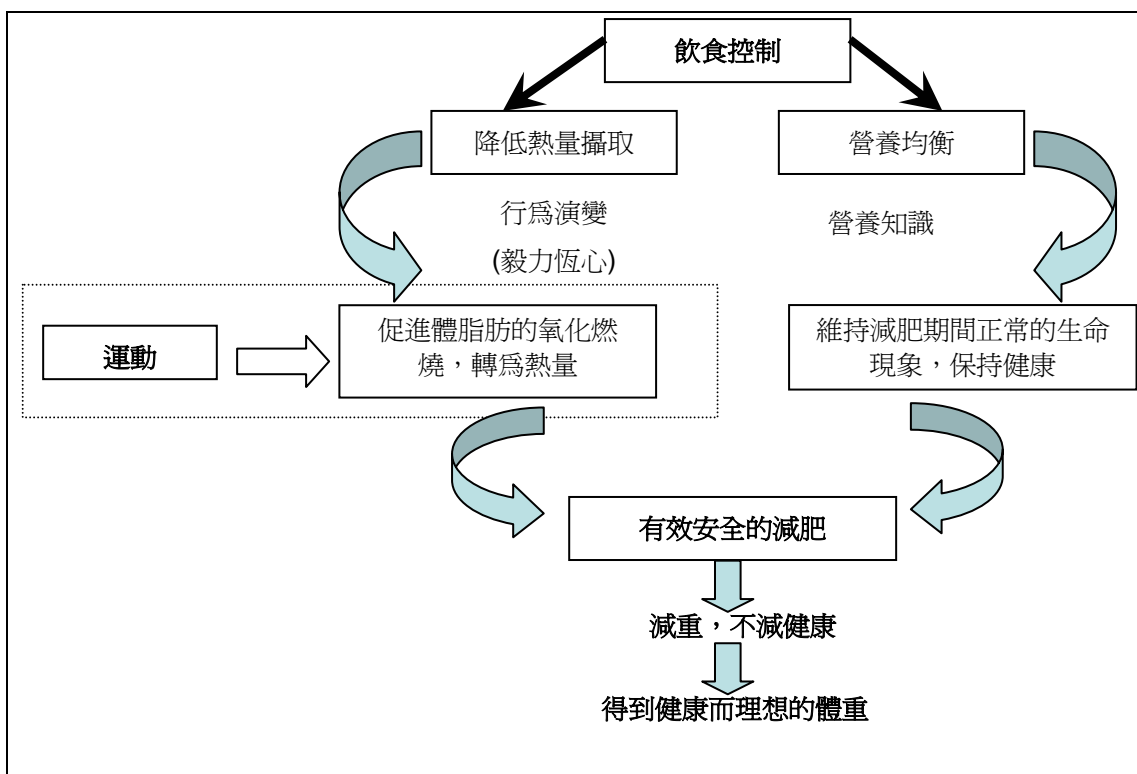 飲食控制
降低熱量攝取
營養均衡
行為演變
(毅力恆心)
營養知識
運動
促進體脂肪的氧化燃
燒，轉為熱量
維持減肥期間正常的生命
現象，保持健康
有效安全的減肥
減重，不減健康
得到健康而理想的體重